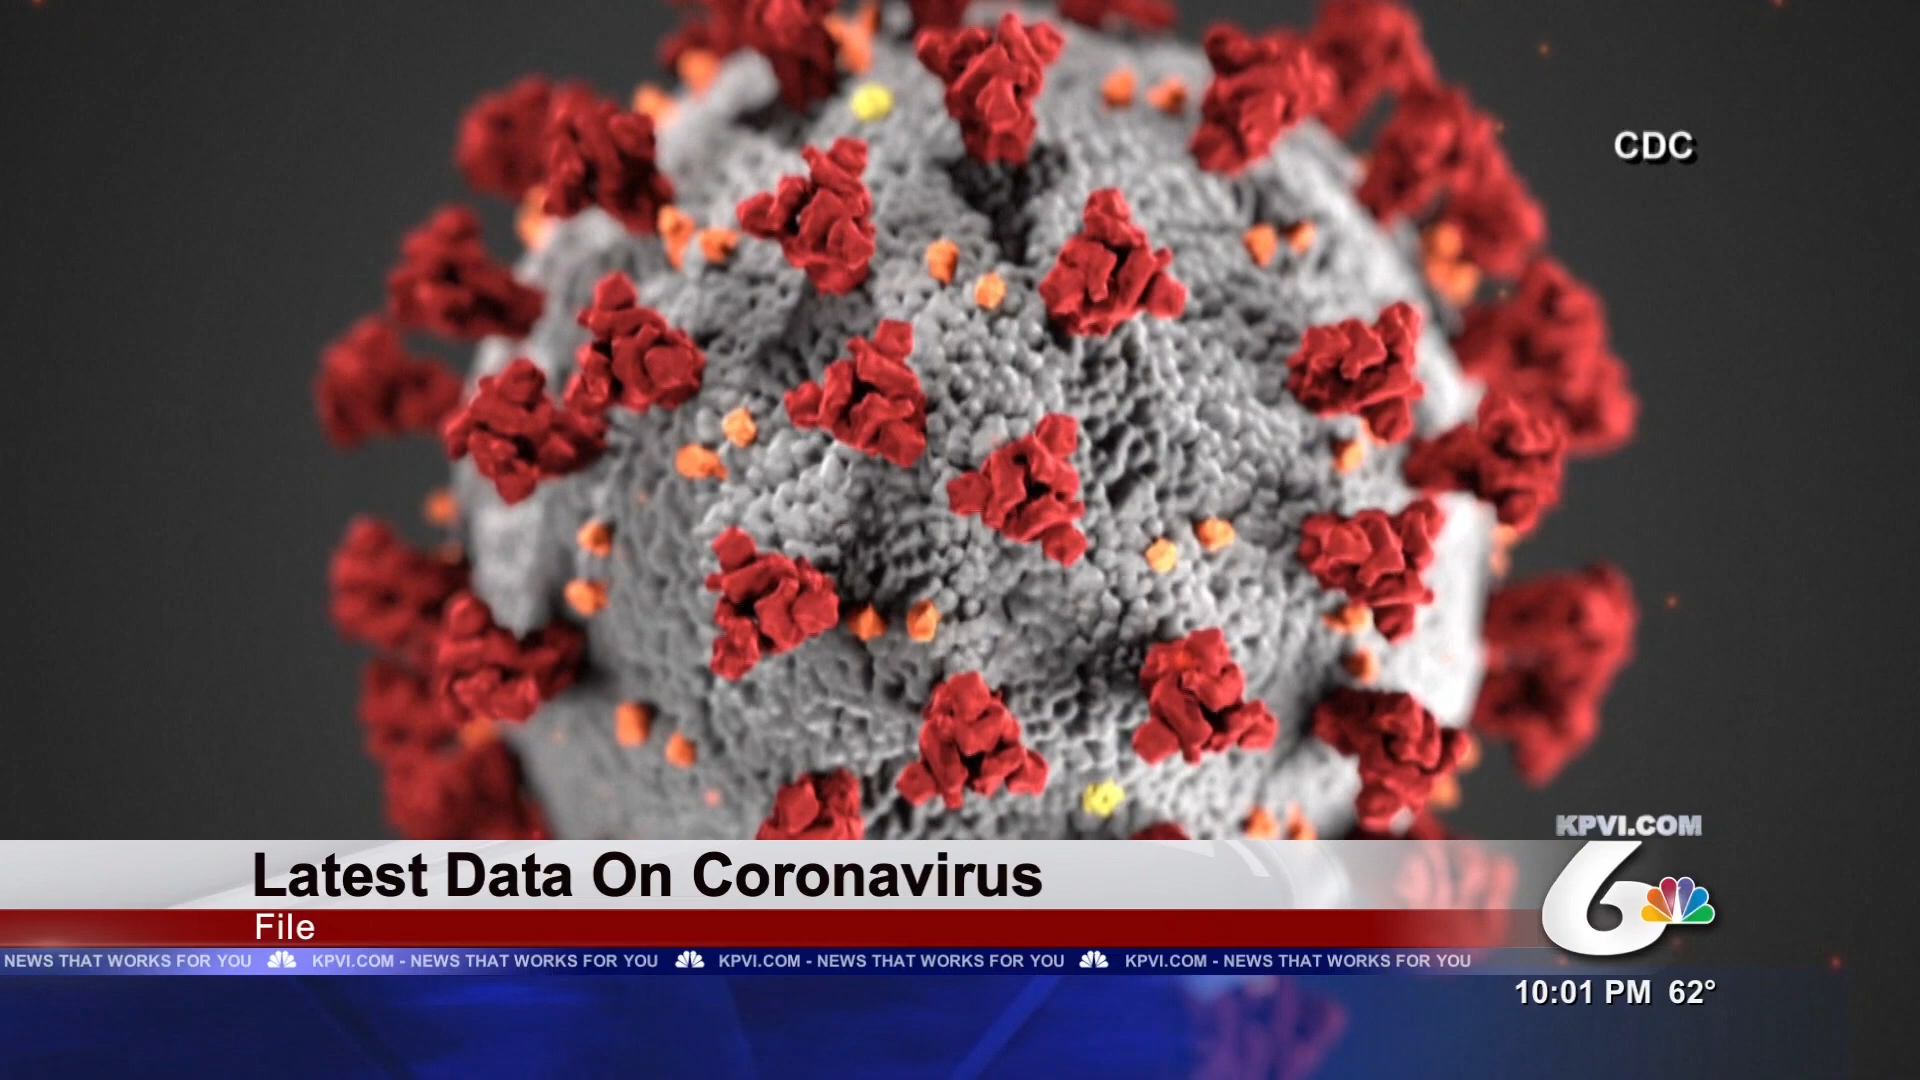 CDC
KPVI.COM
6
Latest Data On Coronavirus
File
NEWS THAT WORKS FOR YOU KPVI.COM - NEWS THAT WORKS FOR YOU KPVI.COM - NEWS THAT WORKS FOR YOU KPVI.COM - NEWS THAT WORKS FOR YOU
10:01 PM 62°